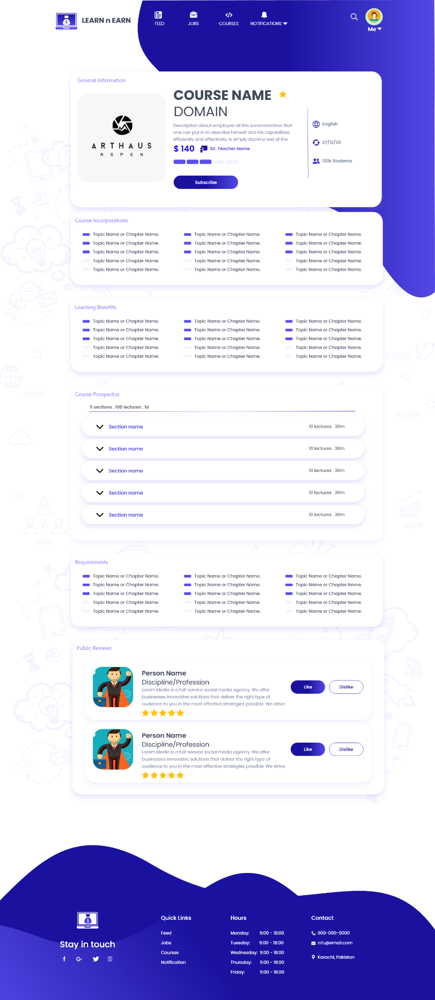 LEARN n EARN
FEED
JOBS
COURSES
NOTIFICATIONS
Me
General Information
ARTHAUS
ASPEN
COURSE NAME
DOMAIN
Description about employee all the summarization that
one can put in to describe himself and his capabilities
efficiently and effectively. is simply dummy text of the
$ 140
Sir. Teacher Name
Subscribe
English
27/12/20
120k Students
Course Incorporations
Topic Name or Chapter Name. Topic Name or Chapter Name. Topic Name or Chapter Name.
Topic Name or Chapter Name. Topic Name or Chapter Name. Topic Name or Chapter Name.
Topic Name or Chapter Name. Topic Name or Chapter Name. Topic Name or Chapter Name.
Topic Name or Chapter Name. Topic Name or Chapter Name. Topic Name or Chapter Name.
Topic Name or Chapter Name. Topic Name or Chapter Name. Topic Name or Chapter Name.
Learning Benefits
Topic Name or Chapter Name. Topic Name or Chapter Name. Topic Name or Chapter Name.
Topic Name or Chapter Name. Topic Name or Chapter Name. Topic Name or Chapter Name.
Topic Name or Chapter Name. Topic Name or Chapter Name. Topic Name or Chapter Name.
Topic Name or Chapter Name. Topic Name or Chapter Name. Topic Name or Chapter Name.
Topic Name or Chapter Name. Topic Name or Chapter Name. Topic Name or Chapter Name.
TWITTER
Course Prospectus
5 sections . 100 lectures . 1d
MARKETING
Section name 10 lectures . 30m
Section name 10 lectures . 30m
Section name 10 lectures . 30m
Section name 10 lectures . 30m
Section name 10 lectures . 30m
GROUPS
Requirements
Topic Name or Chapter Name. Topic Name or Chapter Name. Topic Name or Chapter Name.
Topic Name or Chapter Name. Topic Name or Chapter Name. Topic Name or Chapter Name.
Topic Name or Chapter Name. Topic Name or Chapter Name. Topic Name or Chapter Name.
Topic Name or Chapter Name. Topic Name or Chapter Name. Topic Name or Chapter Name.
Topic Name or Chapter Name. Topic Name or Chapter Name. Topic Name or Chapter Name.
Public Reviews
Person Name
Discipline/Profession
Lorem Media is a full-service social media agency. We offer
businesses innovative solutions that deliver the right type of
audience to you in the most effective strategies possible. We strive
Like
Dislike
Person Name
Discipline/Profession
Lorem Media is a full-service social media agency. We offer
businesses innovative solutions that deliver the right type of
audience to you in the most effective strategies possible. We strive
Like
Dislike
Stay in touch
Quick Links
Feed
Jobs
Courses
Notification
Hours
Monday: 9:00 - 18:00
Tuesday: 9:00 - 18:00
Wednesday: 9:00 - 18:00
Thursday: 9:00 - 18:00
Friday: 9:00 - 18:00
Contact
000-000-0000
info@email.com
Karachi, Pakistan